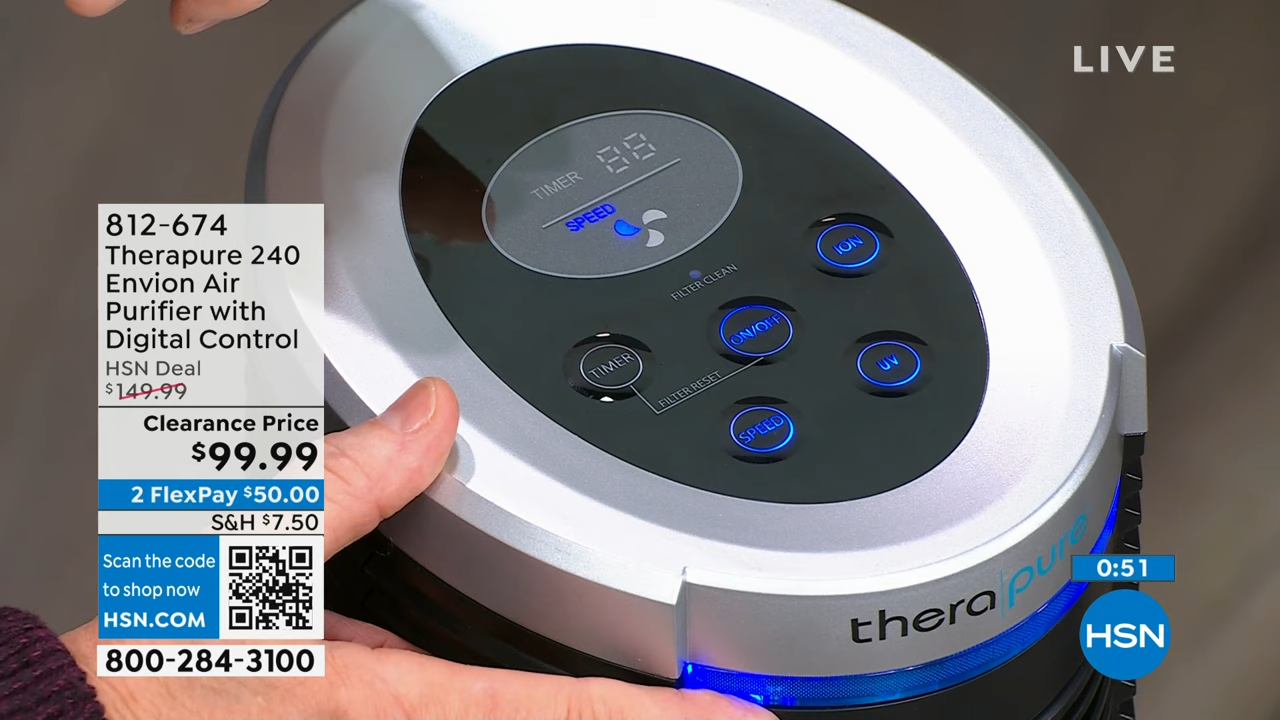 LIVE
812-674
Therapure 240
Envion Air
Purifier with
Digital Control
HSN Deal
$149.99
Clearance Price
$99.99
2 FlexPay $50.00
S&H $7.50
Scan the code
to shop now
HSN.COM
800-284-3100
88
TIMER
SPEED
ION
FILTER CLEAN
ON/OFF
TIMER
UV
FILTER RESET
SPEED
thera|pure
0:51
HSN